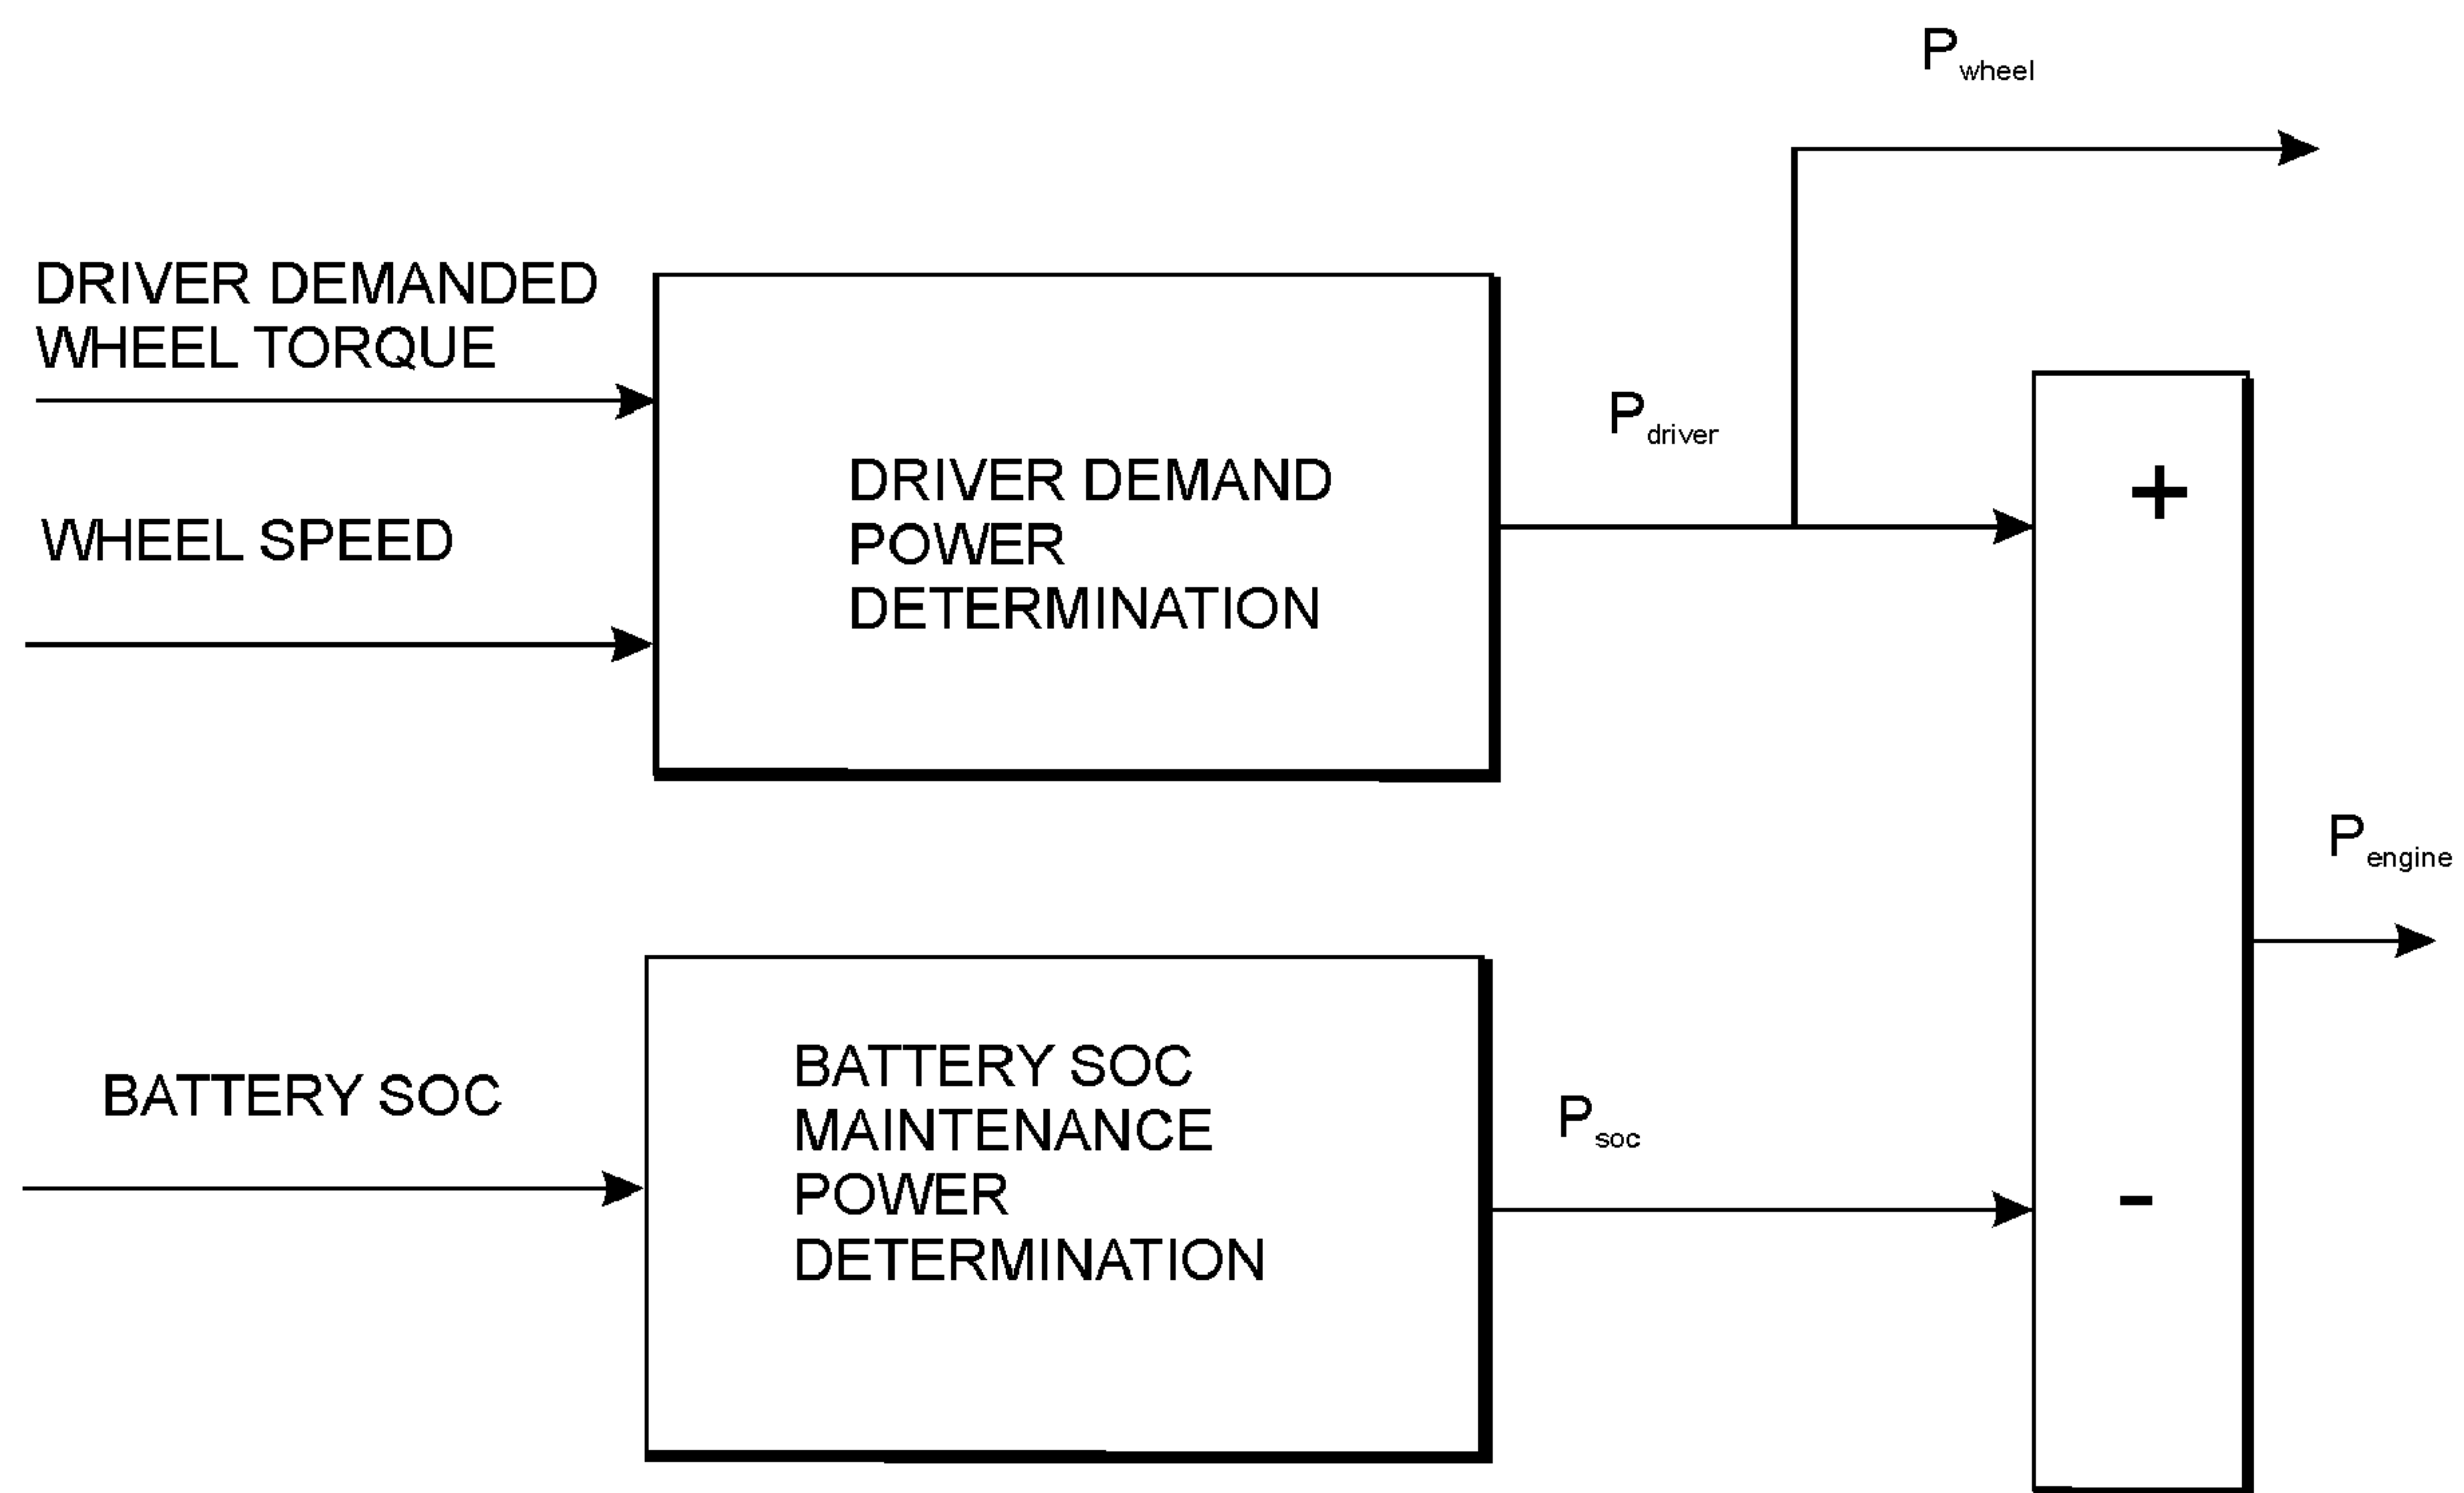 P wheel
DRIVER DEMANDED
WHEEL TORQUE
P driver
+
DRIVER DEMAND
POWER
DETERMINATION
WHEEL SPEED
P engine
BATTERY SOC
BATTERY SOC
MAINTENANCE
POWER
DETERMINATION
P soc
-